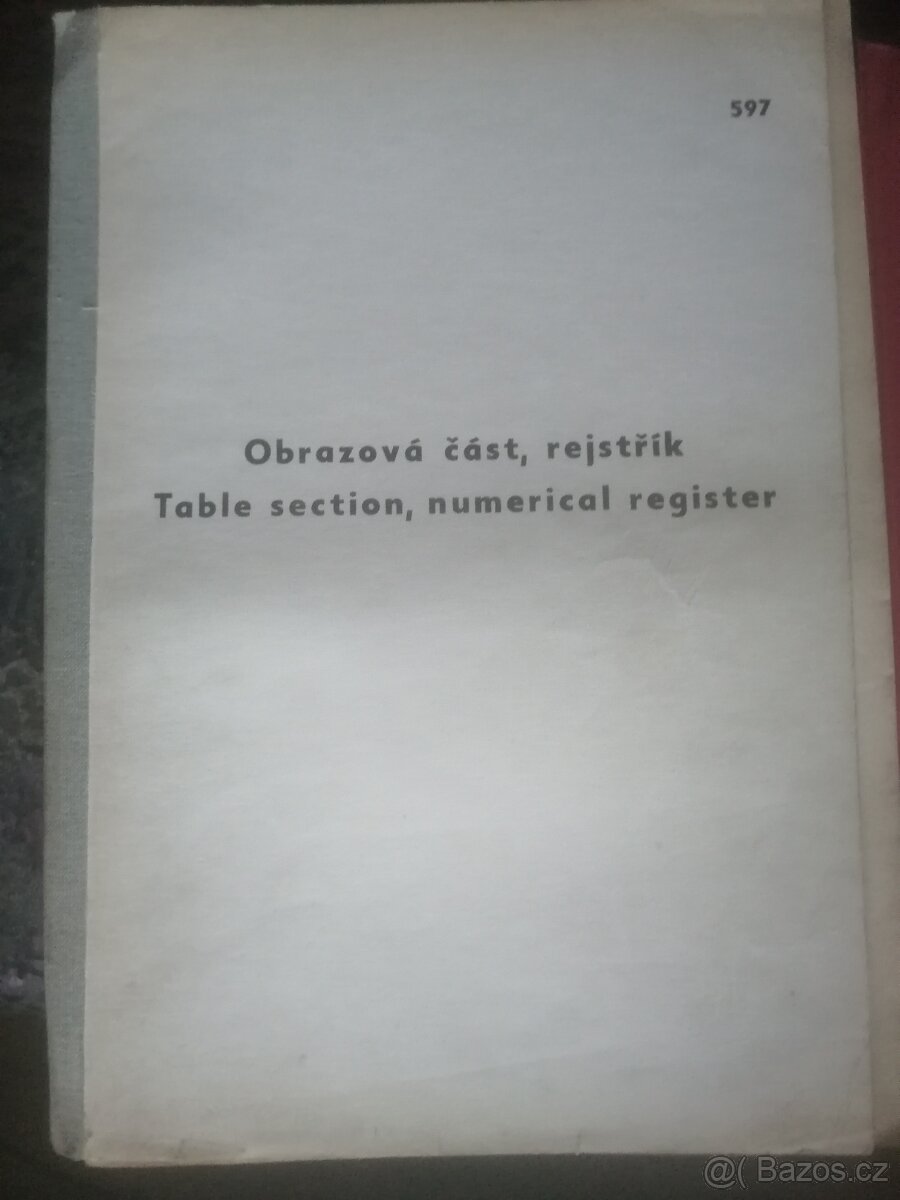 597
Obrazová část, rejstřík
Table section, numerical register
@( Bazos.cz